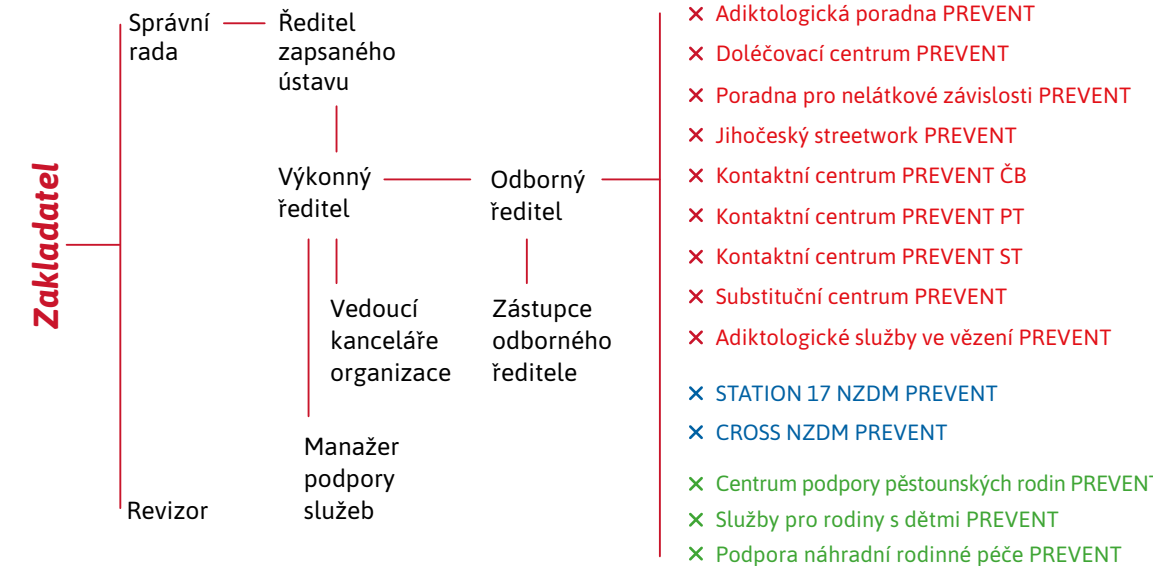 Zakladatel
Správní
rada
Ředitel
zapsaného
ústavu
Výkonný
ředitel
Odborný
ředitel
Vedoucí
kanceláře
organizace
Zástupce
odborného
ředitele
Manažer
podpory
služeb
Revizor
Adiktologická poradna PREVENT
Doléčovací centrum PREVENT
Poradna pro nelátkové závislosti PREVENT
Jihočeský streetwork PREVENT
Kontaktní centrum PREVENT ČB
Kontaktní centrum PREVENT PT
Kontaktní centrum PREVENT ST
Substituční centrum PREVENT
Adiktologické služby ve vězení PREVENT
STATION 17 NZDM PREVENT
CROSS NZDM PREVENT
Centrum podpory pěstounských rodin PREVENT
Služby pro rodiny s dětmi PREVENT
Podpora náhradní rodinné péče PREVENT